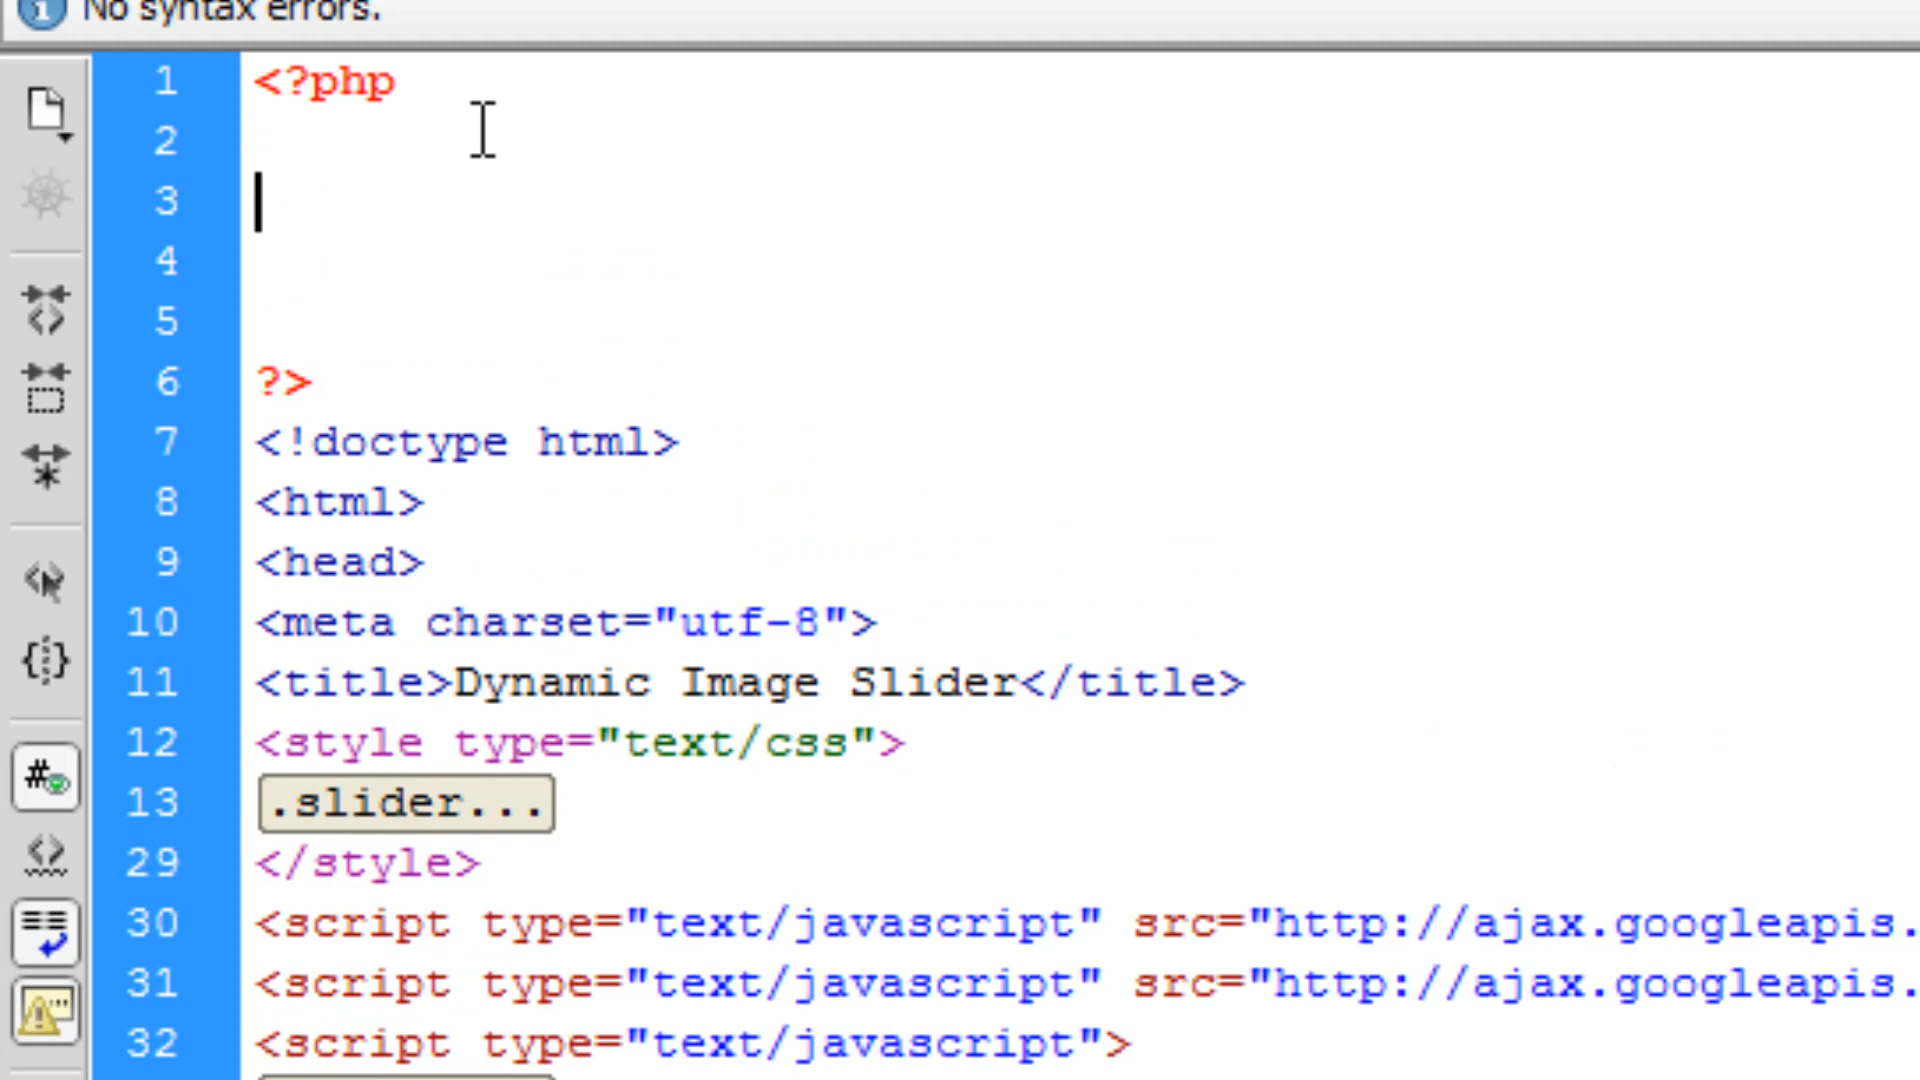 No syntax errors.
1 <?php
2
3
4
5
6 ?>
7 <!doctype html>
8 <html>
9 <head>
10 <meta charset="utf-8">
11 <title>Dynamic Image Slider</title>
12 <style type="text/css">
13 .slider...
29 </style>
30 <script type="text/javascript" src="http://ajax.googleapis.
31 <script type="text/javascript" src="http://ajax.googleapis.
32 <script type="text/javascript">